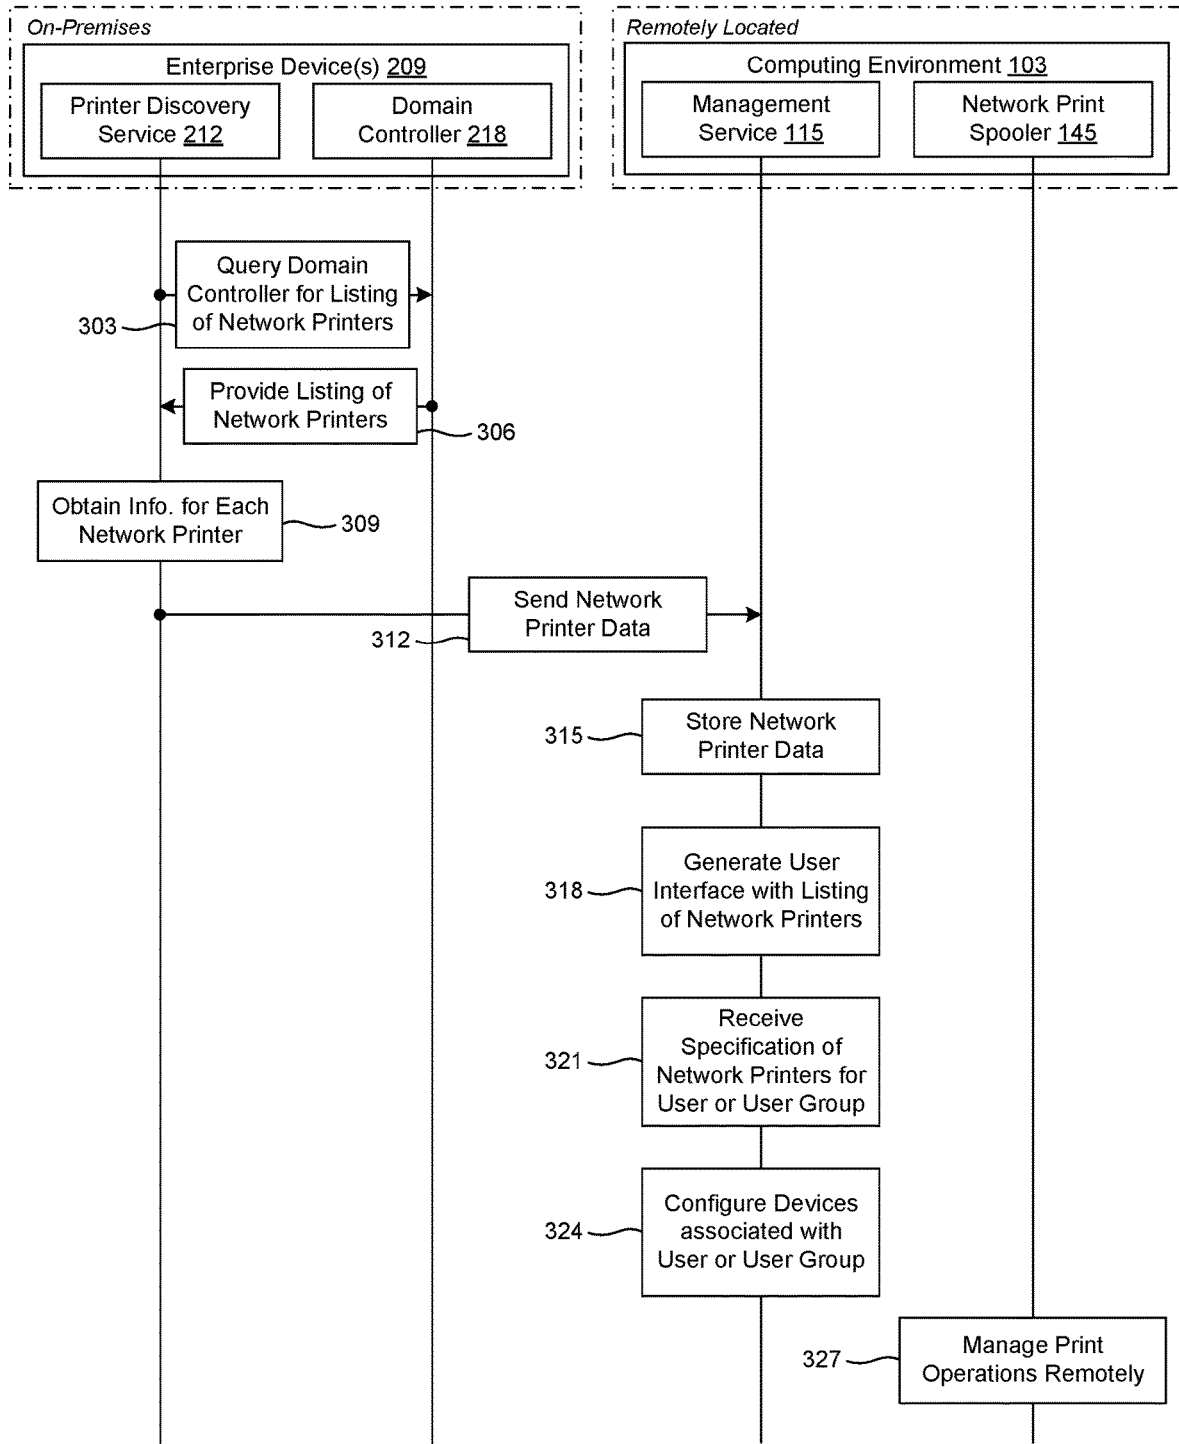 On-Premises
Enterprise Device(s) 209
Printer Discovery
Service 212
Domain
Controller 218
Remotely Located
Computing Environment 103
Management
Service 115
Network Print
Spooler 145
Query Domain
Controller for Listing
of Network Printers
303
Provide Listing of
Network Printers
306
Obtain Info. for Each
Network Printer
309
Send Network
Printer Data
312
Store Network
Printer Data
315
Generate User
Interface with Listing
of Network Printers
318
Receive
Specification of
Network Printers for
User or User Group
321
Configure Devices
associated with
User or User Group
324
Manage Print
Operations Remotely
327